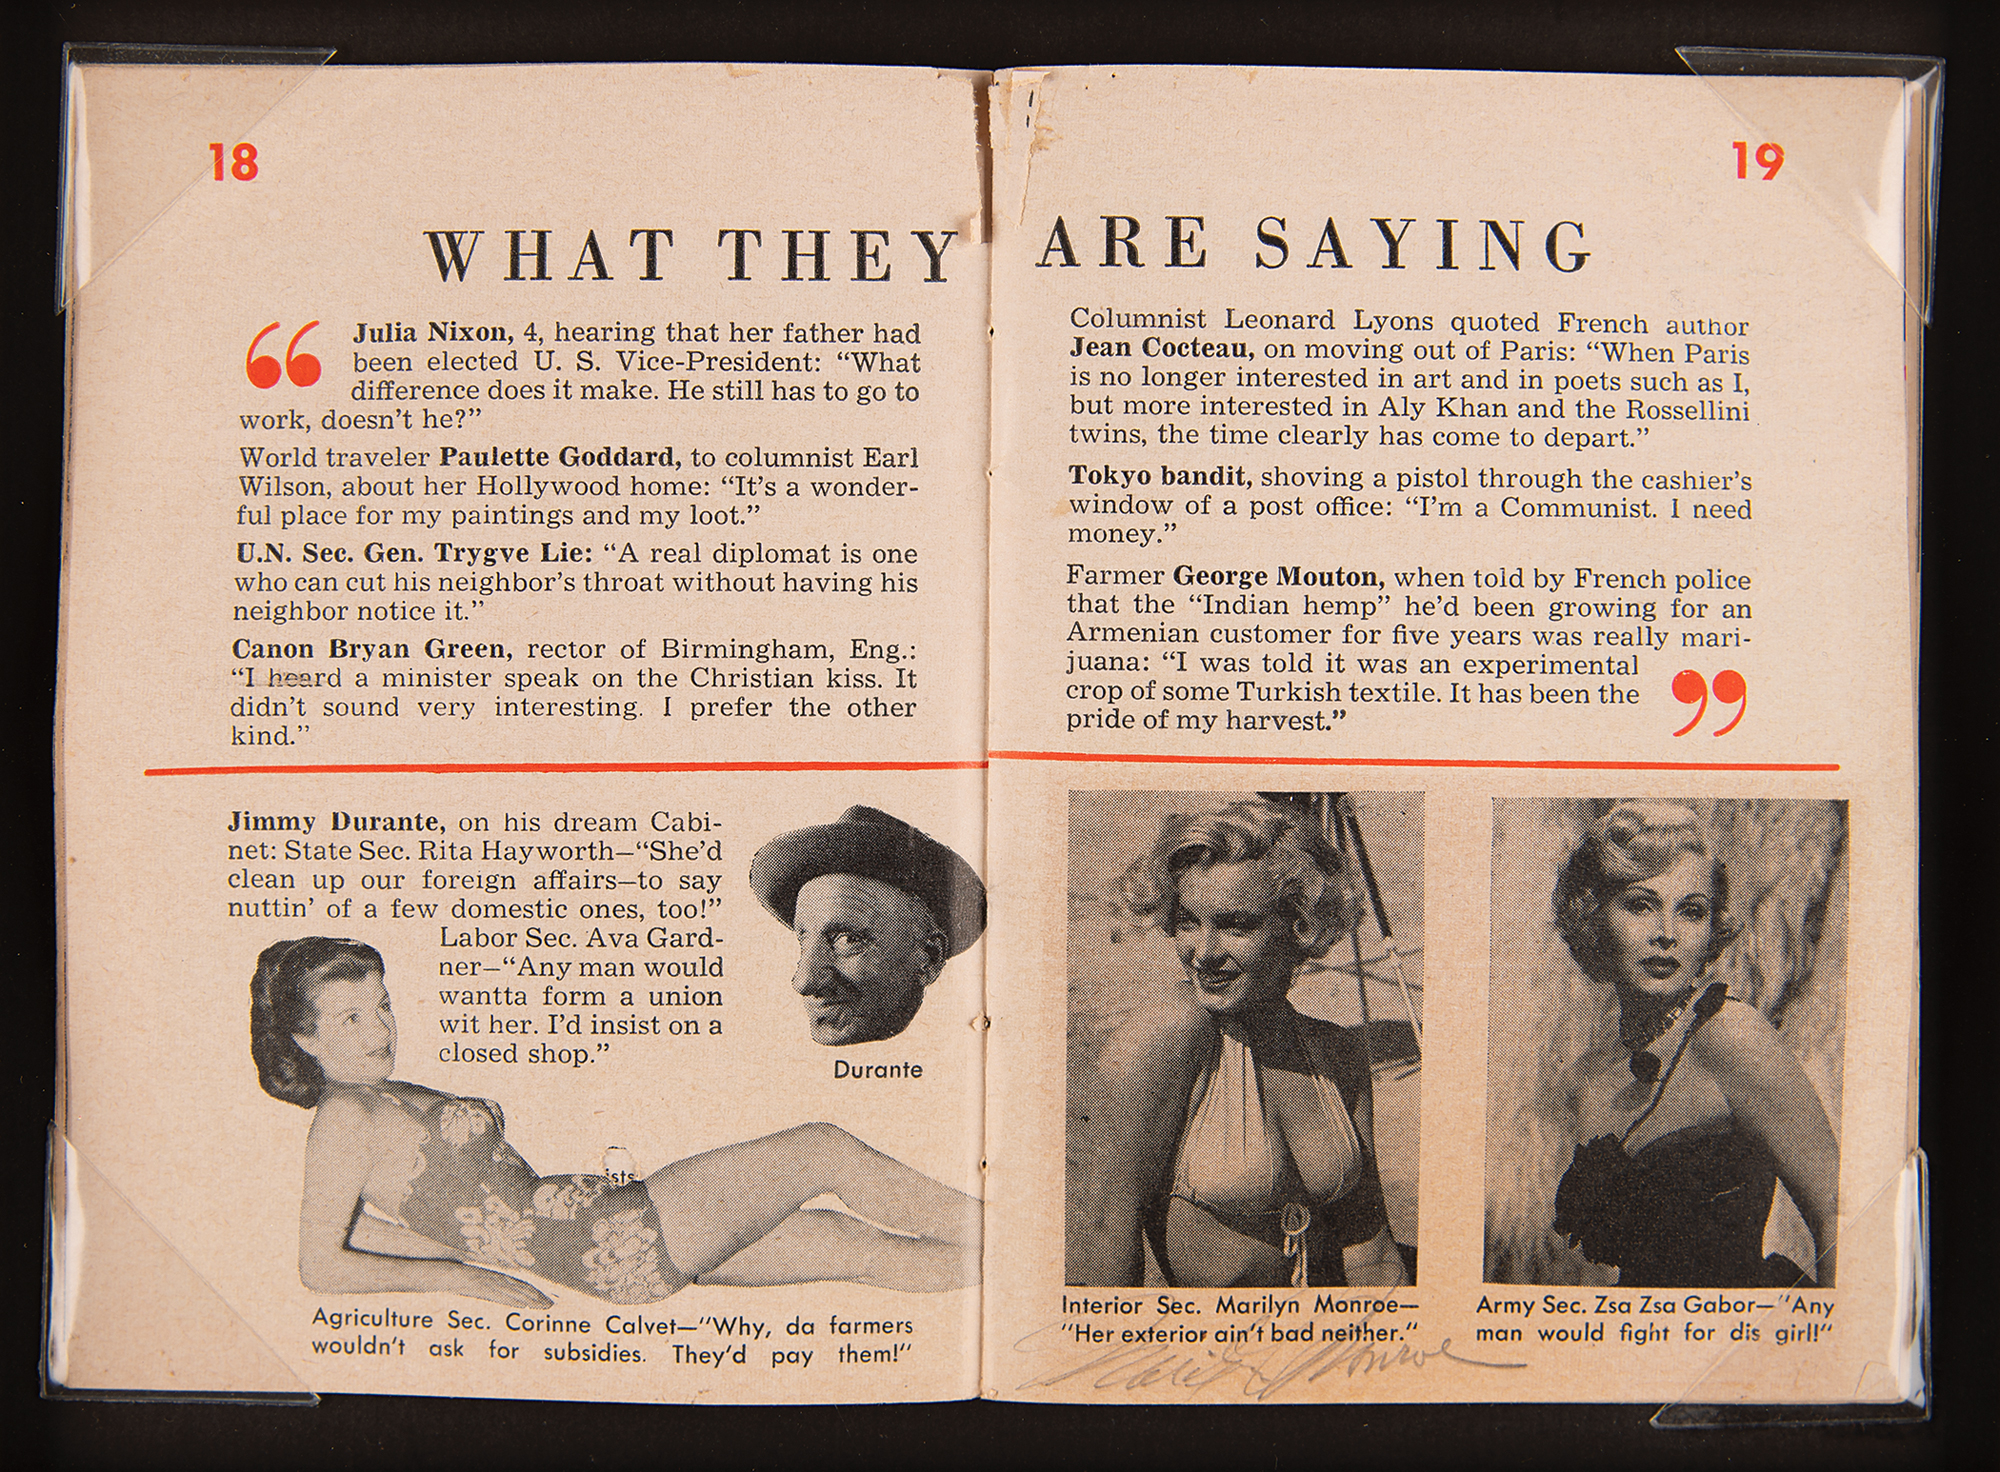 18
19
WHAT THEY ARE SAYING
“ Julia Nixon, 4, hearing that her father had
been elected U. S. Vice-President: “What
difference does it make. He still has to go to
work, doesn’t he?”
World traveler Paulette Goddard, to columnist Earl
Wilson, about her Hollywood home: “It’s a wonder-
ful place for my paintings and my loot.”
U.N. Sec. Gen. Trygve Lie: “A real diplomat is one
who can cut his neighbor’s throat without having his
neighbor notice it.”
Canon Bryan Green, rector of Birmingham, Eng.:
“I heard a minister speak on the Christian kiss. It
didn’t sound very interesting. I prefer the other
kind.”
Columnist Leonard Lyons quoted French author
Jean Cocteau, on moving out of Paris: “When Paris
is no longer interested in art and in poets such as I,
but more interested in Aly Khan and the Rossellini
twins, the time clearly has come to depart.”
Tokyo bandit, shoving a pistol through the cashier’s
window of a post office: “I’m a Communist. I need
money.”
Farmer George Mouton, when told by French police
that the “Indian hemp” he’d been growing for an
Armenian customer for five years was really mari-
juana: “I was told it was an experimental
crop of some Turkish textile. It has been the
pride of my harvest.” ”
Jimmy Durante, on his dream Cabi-
net: State Sec. Rita Hayworth—“She’d
clean up our foreign affairs—to say
nuttin’ of a few domestic ones, too!”
Labor Sec. Ava Gard-
ner—“Any man would
wantta form a union
wit her. I’d insist on a
closed shop.”
Durante
ists
Agriculture Sec. Corinne Calvet—“Why, da farmers
wouldn’t ask for subsidies. They’d pay them!”
Interior Sec. Marilyn Monroe—
“Her exterior ain’t bad neither.”
Marilyn Monroe
Army Sec. Zsa Zsa Gabor—“Any
man would fight for dis girl!”